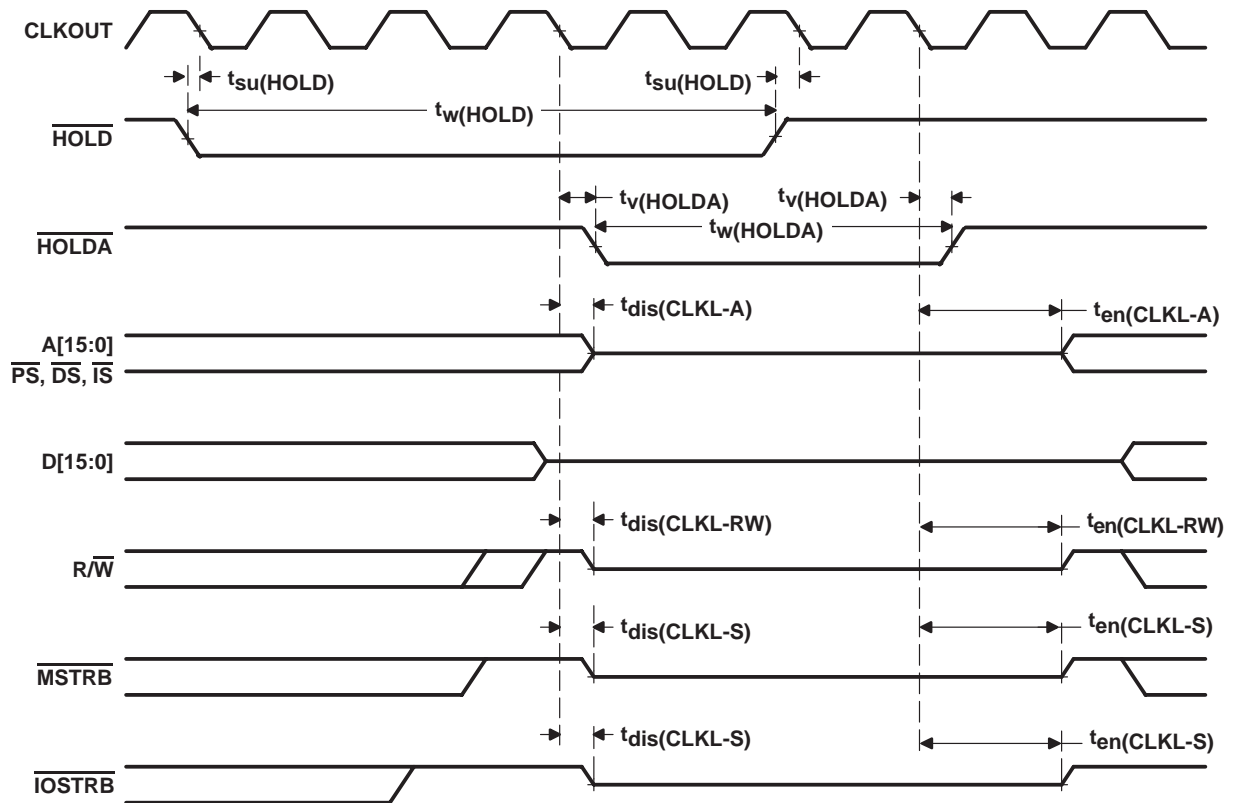 CLKOUT
tsu(HOLD)
tsu(HOLD)
tw(HOLD)
HOLD
tv(HOLDA)
tv(HOLDA)
tw(HOLDA)
HOLDA
tdis(CLKL-A)
ten(CLKL-A)
A[15:0]
PS, DS, IS
D[15:0]
tdis(CLKL-RW)
ten(CLKL-RW)
R/W
tdis(CLKL-S)
ten(CLKL-S)
MSTRB
tdis(CLKL-S)
ten(CLKL-S)
IOSTRB